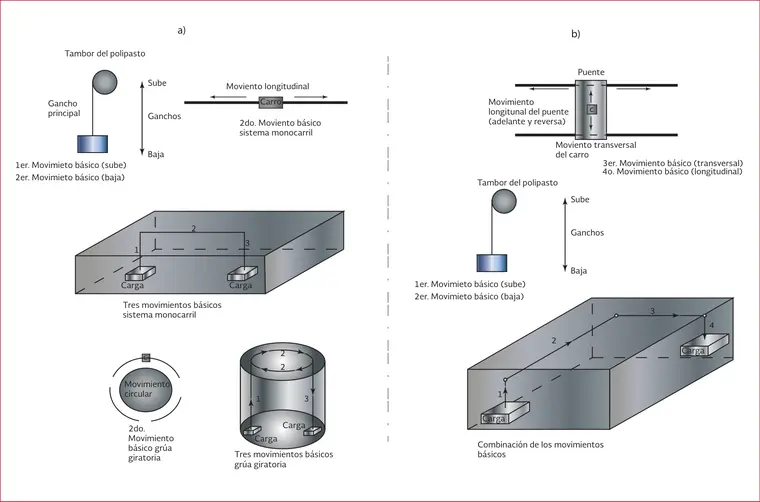 a)
Tambor del polipasto
Sube
Gancho
principal
Ganchos
Baja
1er. Movimieto básico (sube)
2er. Movimieto básico (baja)
Moviento longitudinal
Carro
2do. Moviento básico
sistema monocarril
2
1
3
Carga
Carga
Tres movimientos básicos
sistema monocarril
C
Movimiento
circular
2do.
Movimiento
básico grúa
giratoria
2
2
1
3
Carga
Carga
Tres movimientos básicos
grúa giratoria
b)
Puente
Movimiento
longitunal del puente
(adelante y reversa)
C
Moviento transversal
del carro
3er. Movimiento básico (transversal)
4o. Movimiento básico (longitudinal)
Tambor del polipasto
Sube
Ganchos
Baja
1er. Movimieto básico (sube)
2er. Movimieto básico (baja)
3
4
2
Carga
1
Carga
Combinación de los movimientos
básicos